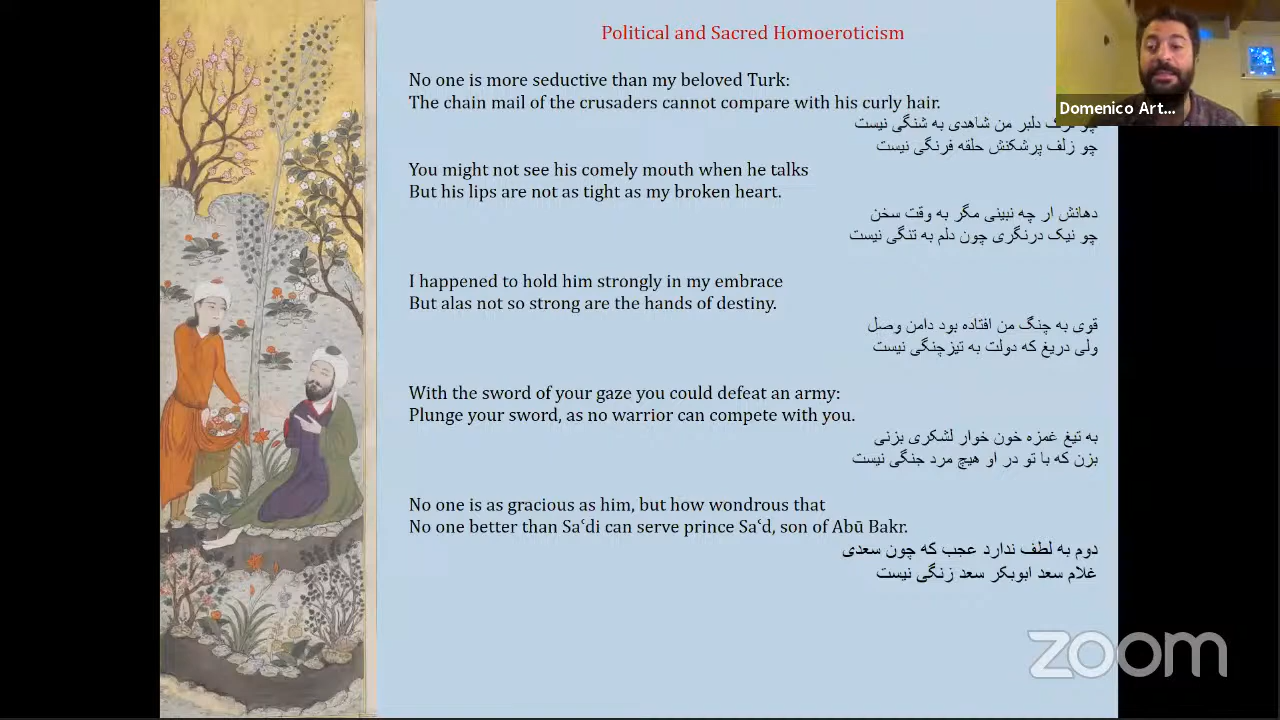 Political and Sacred Homoeroticism
Domenico Art...
No one is more seductive than my beloved Turk:
The chain mail of the crusaders cannot compare with his curly hair.
دلبر من شاهدی به شنگی نیست
چو زلف پرشکنش حلقه فرنگی نیست
You might not see his comely mouth when he talks
But his lips are not as tight as my broken heart.
دهانش ار چه نبینی مگر به وقت سخن
چو نیک درنگری چون دلم به تنگی نیست
I happened to hold him strongly in my embrace
But alas not so strong are the hands of destiny.
قوی به چنگ من افتاده بود دامن وصل
ولی دریغ که دولت به تیزچنگی نیست
With the sword of your gaze you could defeat an army:
Plunge your sword, as no warrior can compete with you.
به تیغ غمزه خون خوار لشکری بزنی
بزن که با تو در او هیچ مرد جنگی نیست
No one is as gracious as him, but how wondrous that
No one better than Saʿdi can serve prince Saʿd, son of Abū Bakr.
دوم به لطف ندارد عجب که چون سعدی
غلام سعد ابوبکر سعد زنگی نیست
zoom